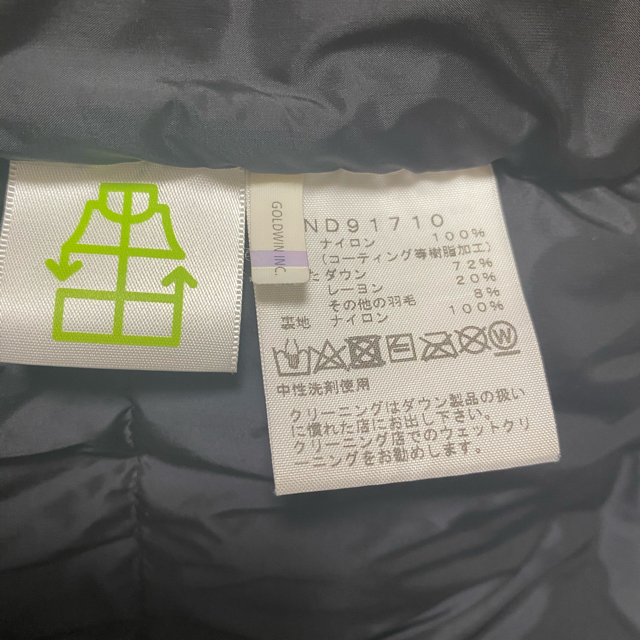 GOLDWIN INC.
ND91710
ナイロン 100%
(コーティング等樹脂加工)
た ダウン 72%
レーヨン 20%
その他の羽毛 8%
裏地 ナイロン 100%
中性洗剤使用
クリーニングはダウン製品の扱い
に慣れた店にお出し下さい。
クリーニング店でのウェットクリ
ーニングをお勧めします。